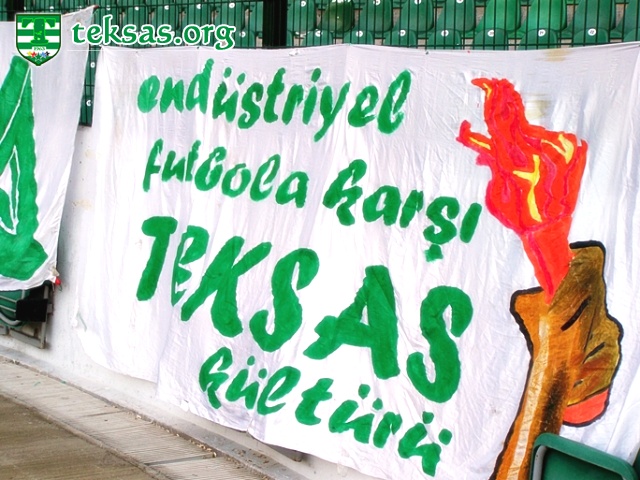 teksas.org
endüstriyel
futbola karşı
TEKSAS
kültürü